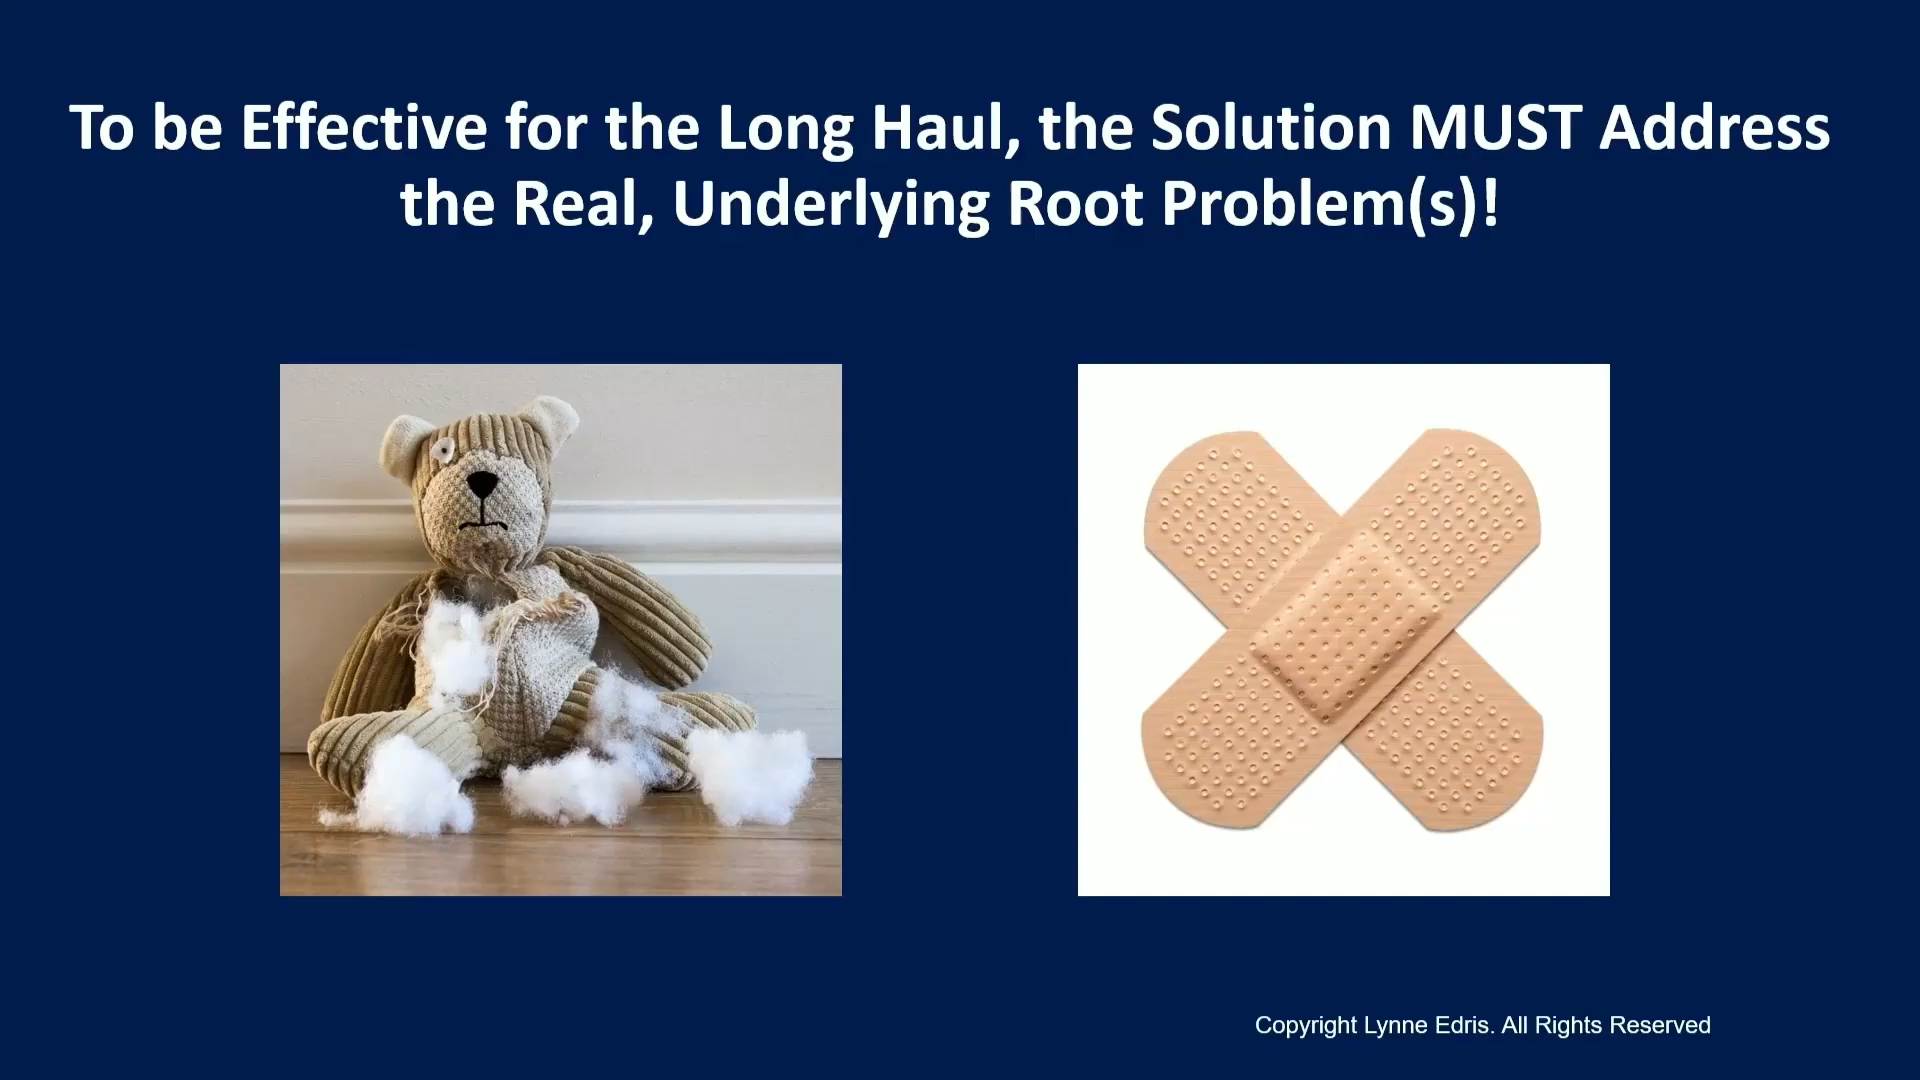 To be Effective for the Long Haul, the Solution MUST Address
the Real, Underlying Root Problem(s)!
Copyright Lynne Edris. All Rights Reserved